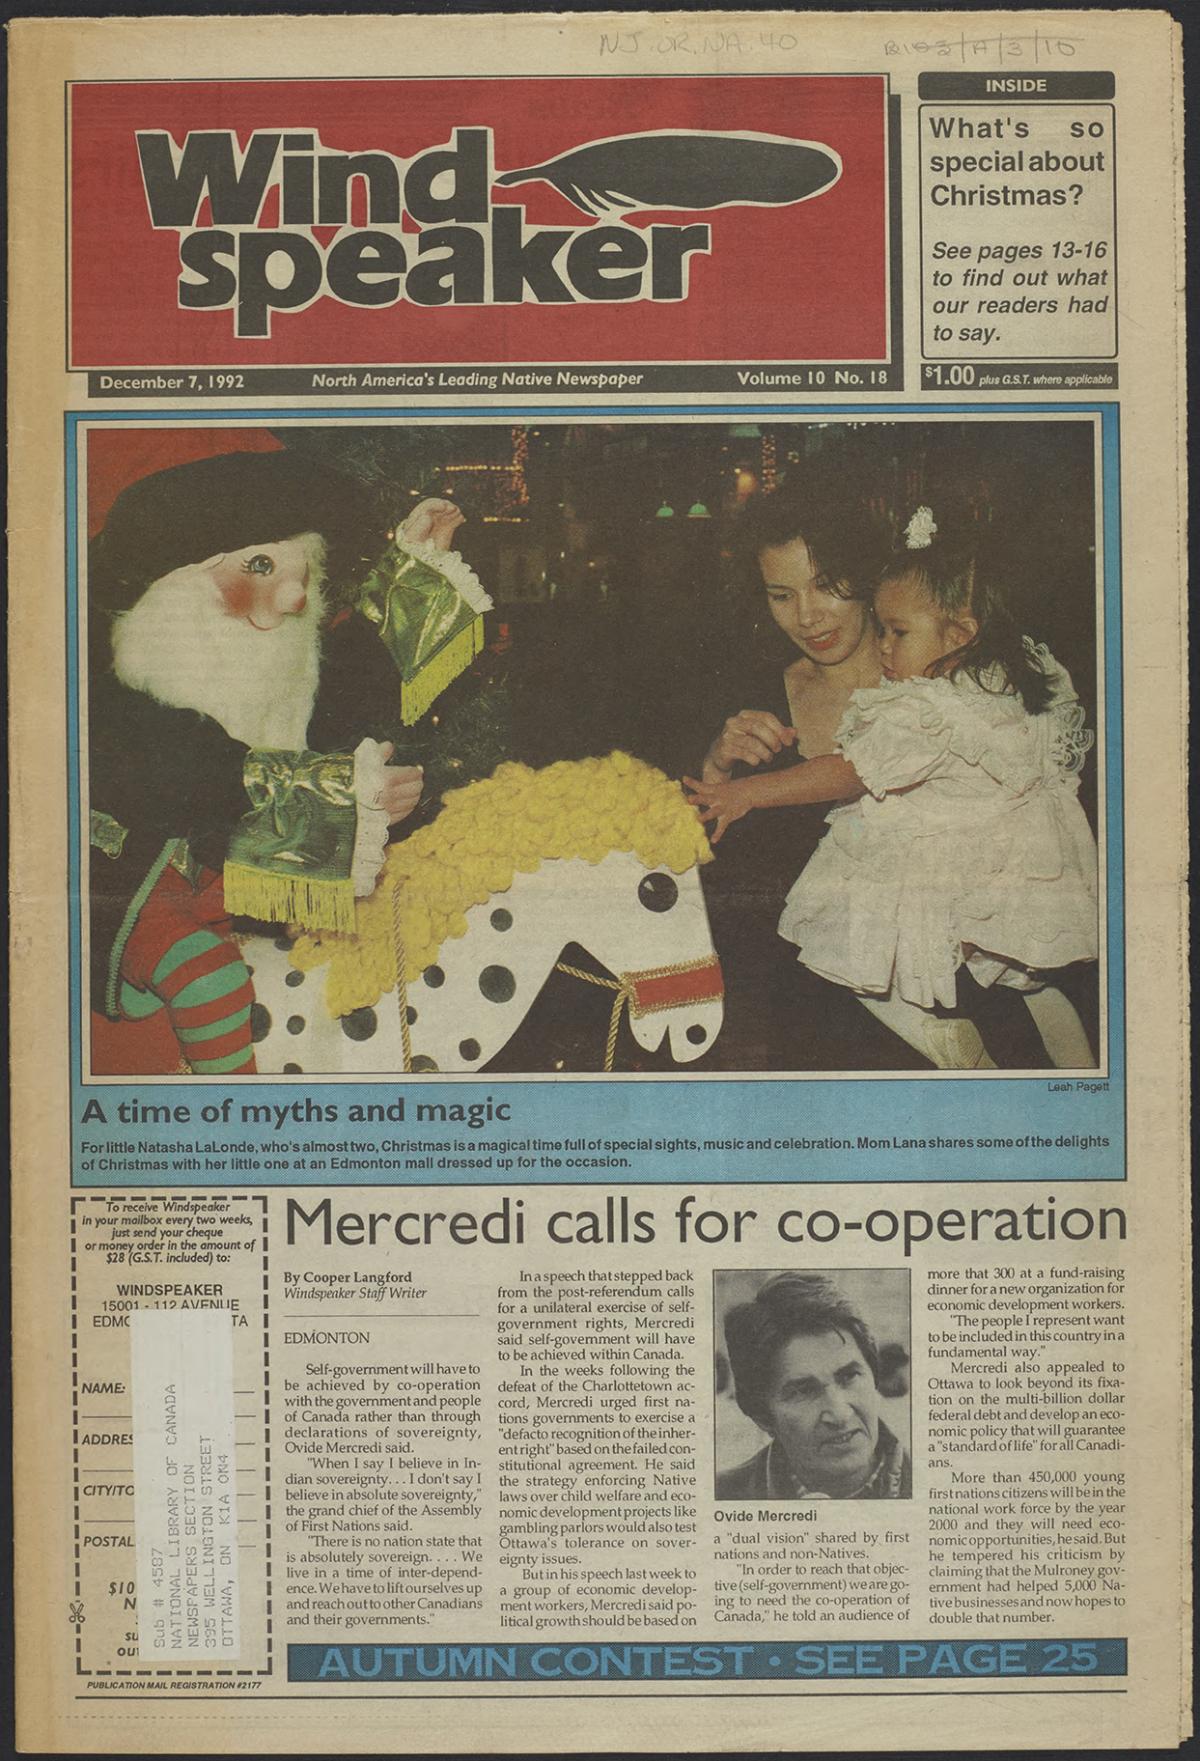 NJ.OR.NA.40
Wind
speaker
December 7, 1992 North America's Leading Native Newspaper Volume 10 No. 18
INSIDE
What's so
special about
Christmas?
See pages 13-16
to find out what
our readers had
to say.
$1.00 plus G.S.T. where applicable
Leah Pagett
A time of myths and magic
For little Natasha LaLonde, who's almost two, Christmas is a magical time full of special sights, music and celebration. Mom Lana shares some of the delights
of Christmas with her little one at an Edmonton mall dressed up for the occasion.
To receive Windspeaker
in your mailbox every two weeks,
just send your cheque
or money order in the amount of
$28 (G.S.T. included) to:
WINDSPEAKER
15001 - 112 AVENUE
EDMO TA
NAME:
ADDRES
CITY/TO
POSTAL
$10
N
su
ou
Sub # 4587
NATIONAL LIBRARY OF CANADA
NEWSPAPERS SECTION
395 WELLINGTON STREET
OTTAWA, ON K1A 0N4
PUBLICATION MAIL REGISTRATION #2177
Mercredi calls for co-operation
By Cooper Langford
Windspeaker Staff Writer
EDMONTON
Self-government will have to
be achieved by co-operation
with the government and people
of Canada rather than through
declarations of sovereignty,
Ovide Mercredi said.
"When I say I believe in In-
dian sovereignty. . . I don't say I
believe in absolute sovereignty,"
the grand chief of the Assembly
of First Nations said.
"There is no nation state that
is absolutely sovereign. . . . We
live in a time of inter-depend-
ence. We have to lift ourselves up
and reach out to other Canadians
and their governments."
In a speech that stepped back
from the post-referendum calls
for a unilateral exercise of self-
government rights, Mercredi
said self-government will have
to be achieved within Canada.
In the weeks following the
defeat of the Charlottetown ac-
cord, Mercredi urged first na-
tions governments to exercise a
"defacto recognition of the inher-
ent right" based on the failed con-
stitutional agreement. He said
the strategy enforcing Native
laws over child welfare and eco-
nomic development projects like
gambling parlors would also test
Ottawa's tolerance on sover-
eignty issues.
But in his speech last week to
a group of economic develop-
ment workers, Mercredi said po-
litical growth should be based on
Ovide Mercredi
a "dual vision" shared by first
nations and non-Natives.
"In order to reach that objec-
tive (self-government) we are go-
ing to need the co-operation of
Canada," he told an audience of
more that 300 at a fund-raising
dinner for a new organization for
economic development workers.
"The people I represent want
to be included in this country in a
fundamental way."
Mercredi also appealed to
Ottawa to look beyond its fixa-
tion on the multi-billion dollar
federal debt and develop an eco-
nomic policy that will guarantee
a "standard of life" for all Canadi-
ans.
More than 450,000 young
first nations citizens will be in the
national work force by the year
2000 and they will need eco-
nomic opportunities, he said. But
he tempered his criticism by
claiming that the Mulroney gov-
ernment had helped 5,000 Na-
tive businesses and now hopes to
double that number.
AUTUMN CONTEST • SEE PAGE 25